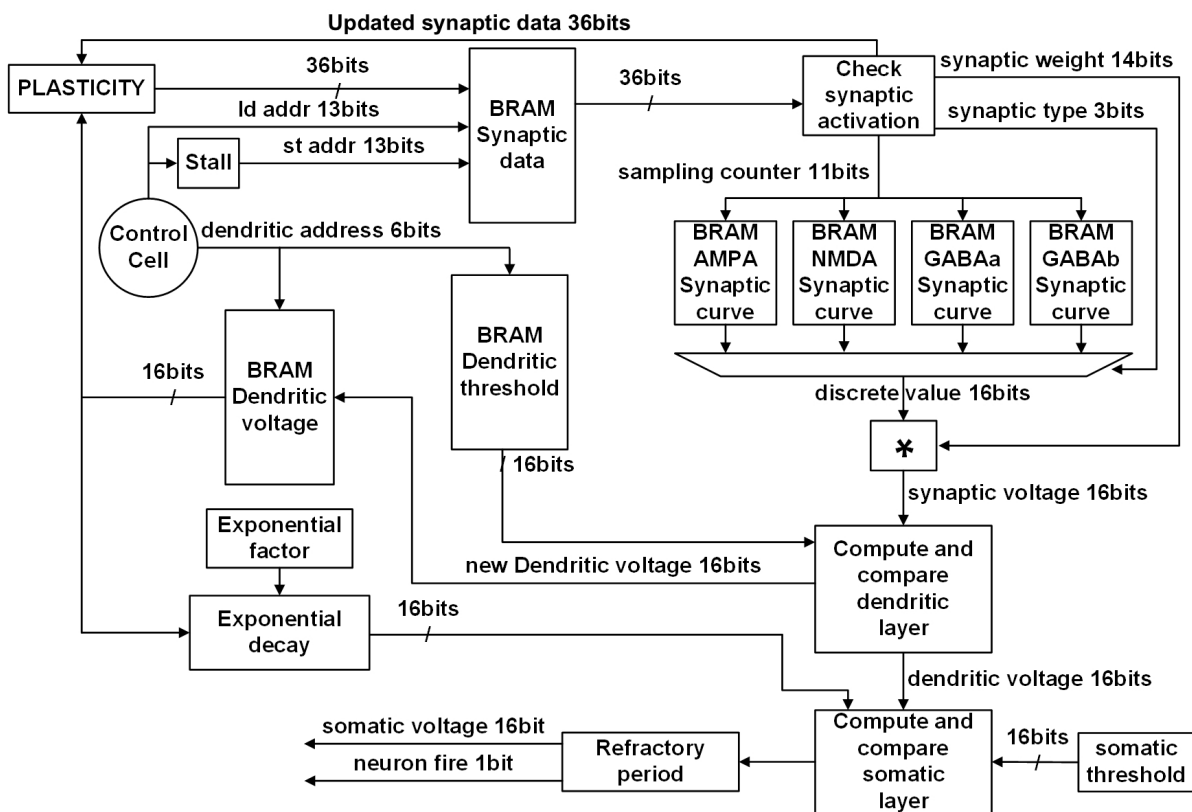 Updated synaptic data 36bits
PLASTICITY
36bits
ld addr 13bits
Stall
st addr 13bits
BRAM
Synaptic
data
36bits
Check
synaptic
activation
synaptic weight 14bits
synaptic type 3bits
sampling counter 11bits
Control
Cell
dendritic address 6bits
BRAM
AMPA
Synaptic
curve
BRAM
NMDA
Synaptic
curve
BRAM
GABAa
Synaptic
curve
BRAM
GABAb
Synaptic
curve
16bits
BRAM
Dendritic
voltage
BRAM
Dendritic
threshold
16bits
discrete value 16bits
*
synaptic voltage 16bits
Exponential
factor
new Dendritic voltage 16bits
Compute and
compare
dendritic
layer
Exponential
decay
16bits
dendritic voltage 16bits
somatic voltage 16bit
neuron fire 1bit
Refractory
period
Compute and
compare
somatic
layer
16bits
somatic
threshold